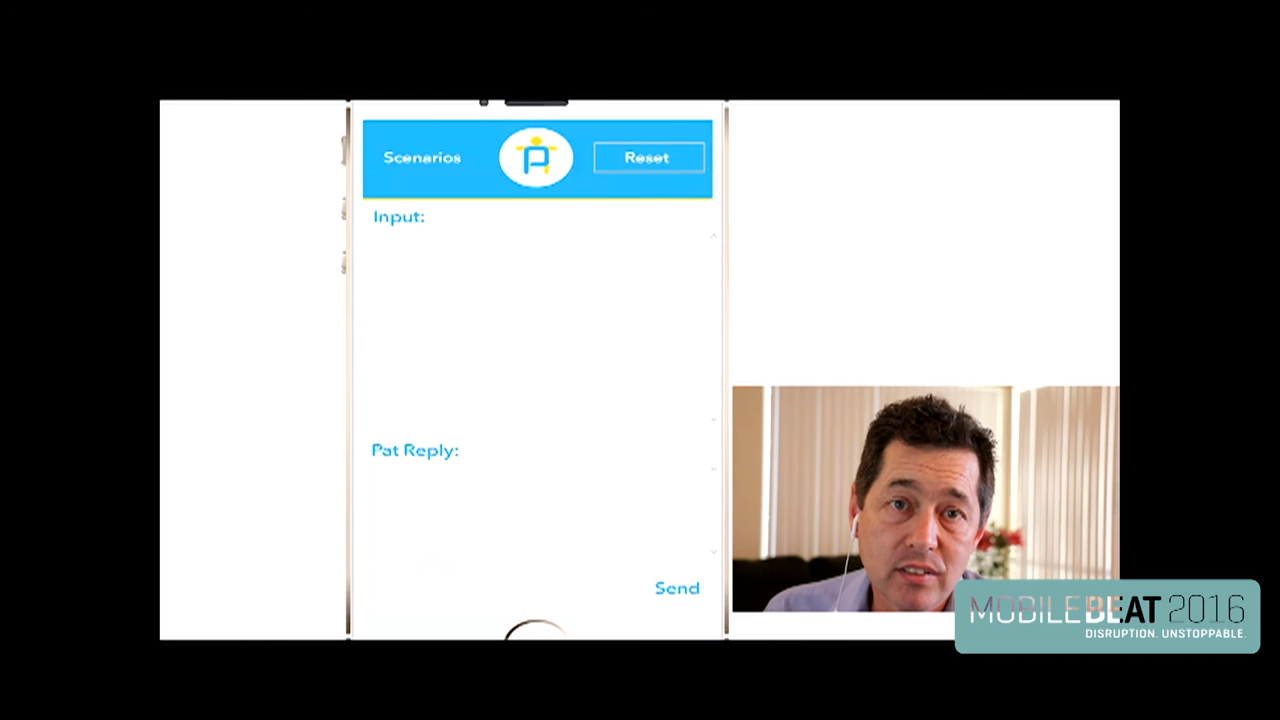 Scenarios
Reset
Input:
Pat Reply:
Send
MOBILEBEAT 2016
DISRUPTION. UNSTOPPABLE.